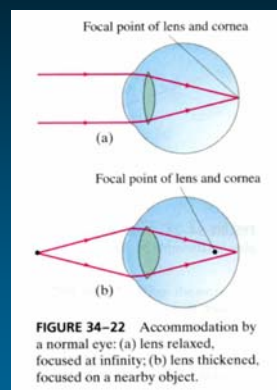 Focal point of lens and cornea
(a)
Focal point of lens and cornea
(b)
FIGURE 34–22 Accommodation by
a normal eye: (a) lens relaxed,
focused at infinity; (b) lens thickened,
focused on a nearby object.